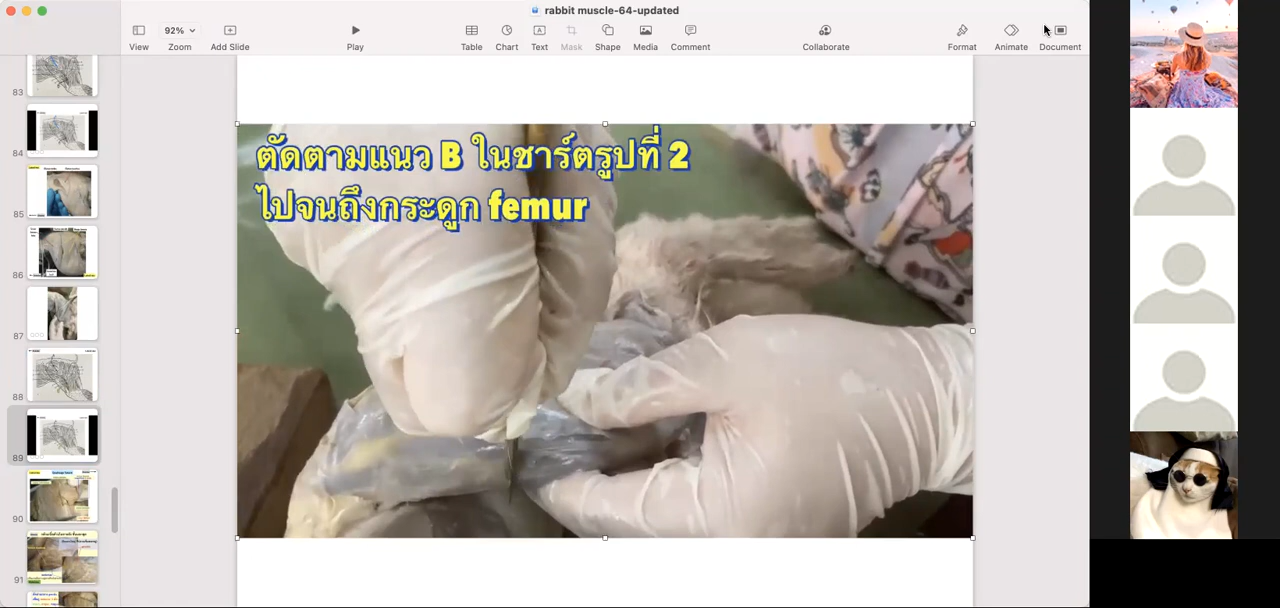 rabbit muscle-64-updated
92%
View
Zoom
Add Slide
Play
Table
Chart
Text
Mask
Shape
Media
Comment
Collaborate
Format
Animate
Document
83
84
85
86
87
88
89
90
91
ตัดตามแนว B ในชาร์ตรูปที่ 2
ไปจนถึงกระดูก femur